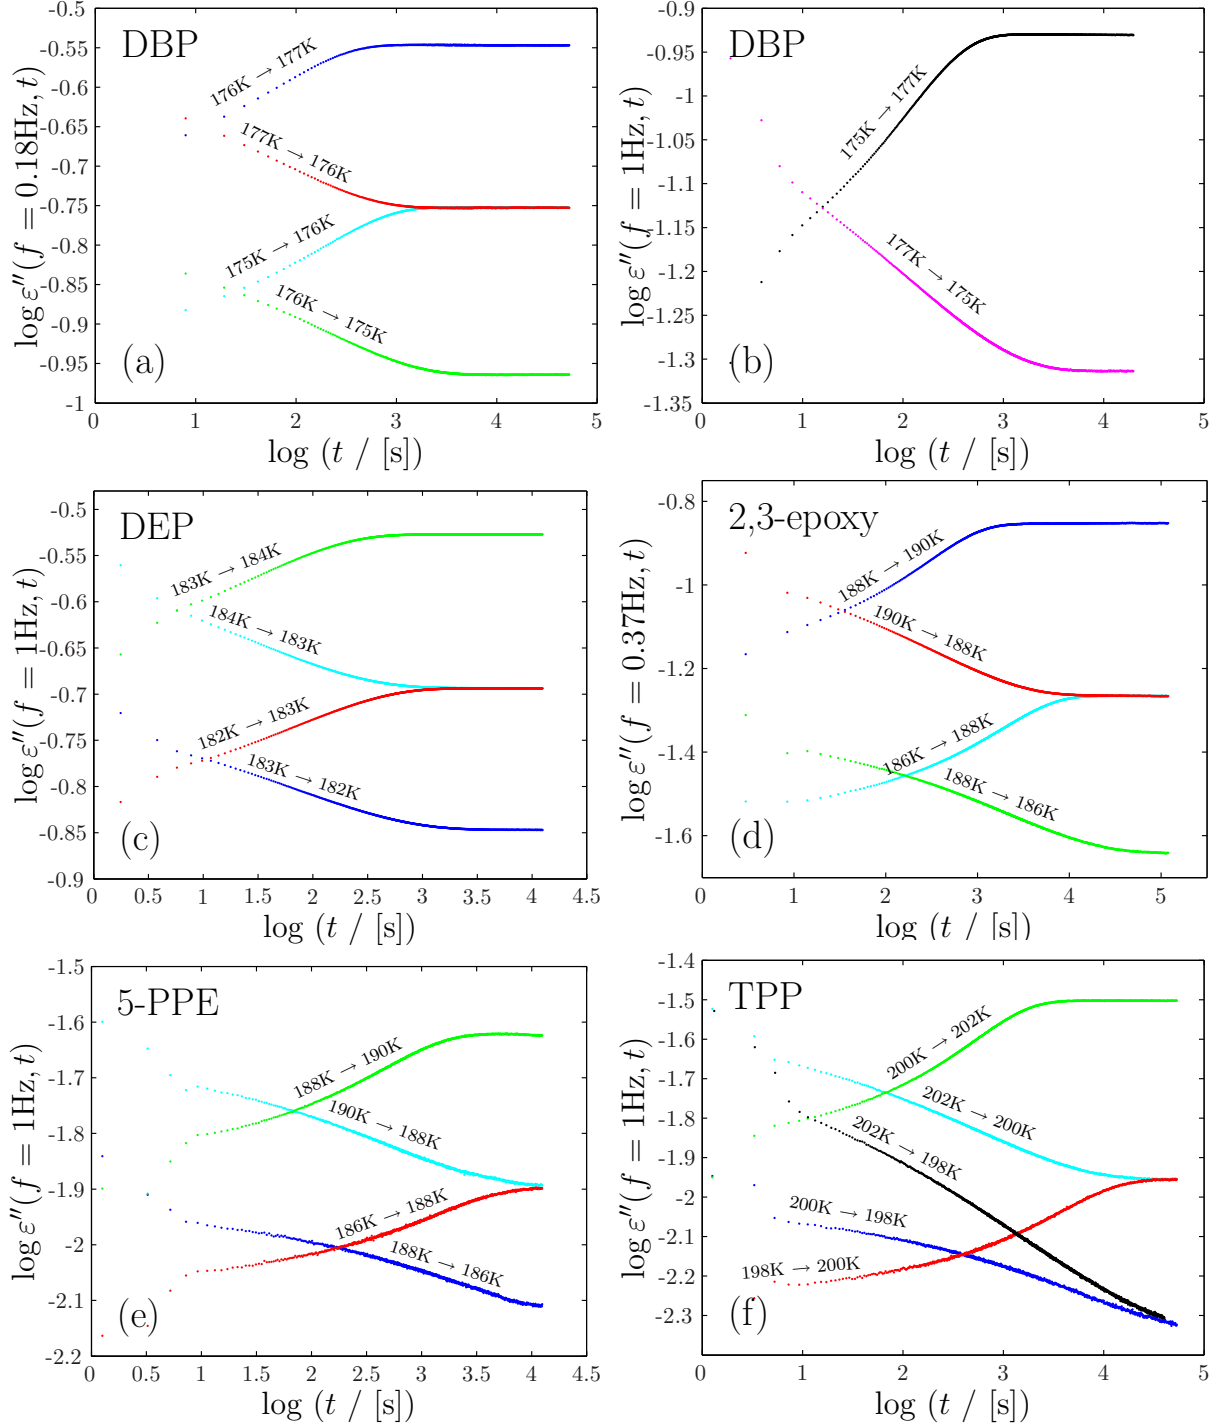 DBP
-0.55
-0.6
-0.65
-0.7
-0.75
-0.8
-0.85
-0.9
-0.95
-1
log ε″(f = 0.18Hz, t)
176K → 177K
177K → 176K
175K → 176K
176K → 175K
(a)
0 1 2 3 4 5
log (t / [s])
DBP
-0.9
-0.95
-1
-1.05
-1.1
-1.15
-1.2
-1.25
-1.3
-1.35
log ε″(f = 1Hz, t)
175K → 177K
177K → 175K
(b)
0 1 2 3 4 5
log (t / [s])
DEP
-0.5
-0.55
-0.6
-0.65
-0.7
-0.75
-0.8
-0.85
-0.9
log ε″(f = 1Hz, t)
183K → 184K
184K → 183K
182K → 183K
183K → 182K
(c)
0 0.5 1 1.5 2 2.5 3 3.5 4 4.5
log (t / [s])
2,3-epoxy
-0.8
-1
-1.2
-1.4
-1.6
log ε″(f = 0.37Hz, t)
188K → 190K
190K → 188K
186K → 188K
188K → 186K
(d)
0 1 2 3 4 5
log (t / [s])
5-PPE
-1.5
-1.6
-1.7
-1.8
-1.9
-2
-2.1
-2.2
log ε″(f = 1Hz, t)
188K → 190K
190K → 188K
186K → 188K
188K → 186K
(e)
0 0.5 1 1.5 2 2.5 3 3.5 4 4.5
log (t / [s])
TPP
-1.4
-1.5
-1.6
-1.7
-1.8
-1.9
-2
-2.1
-2.2
-2.3
log ε″(f = 1Hz, t)
200K → 202K
202K → 200K
202K → 198K
200K → 198K
198K → 200K
(f)
0 1 2 3 4 5
log (t / [s])